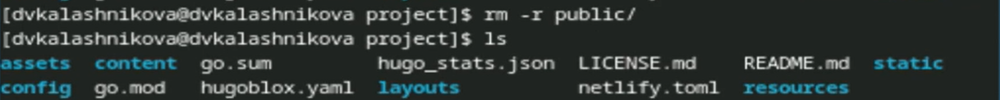 [dvkalashnikova@dvkalashnikova project]$ rm -r public/
[dvkalashnikova@dvkalashnikova project]$ ls
assets content go.sum hugo_stats.json LICENSE.md README.md static
config go.mod hugoblox.yaml layouts netlify.toml resources